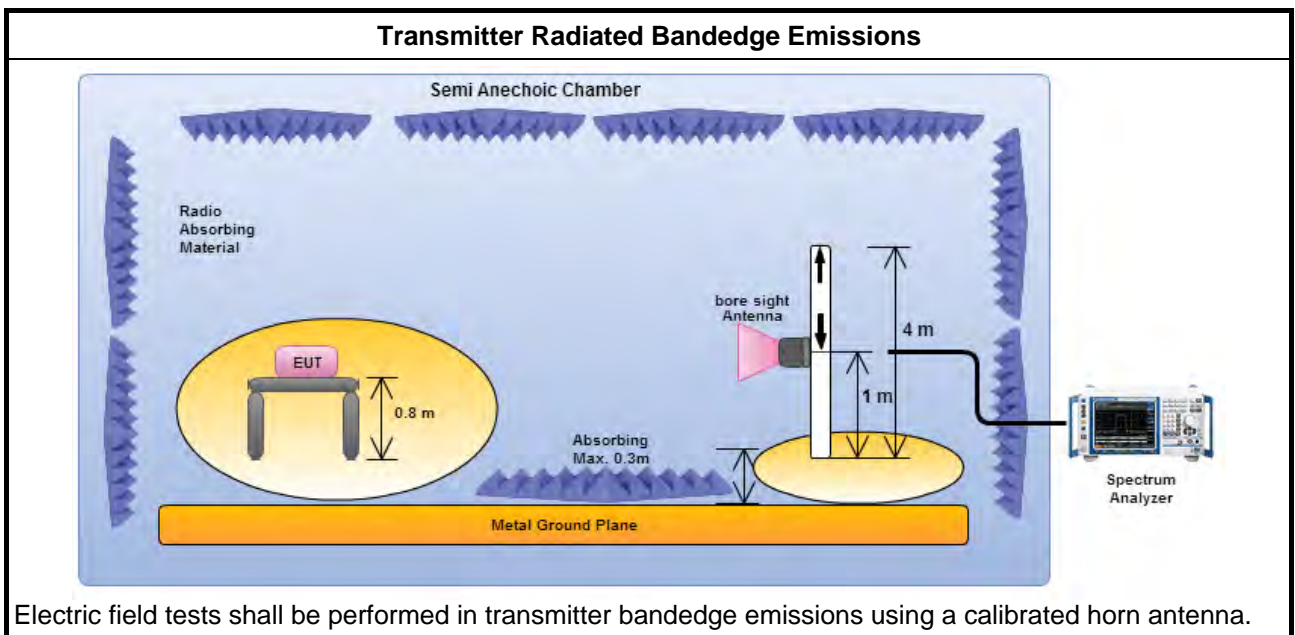 Transmitter Radiated Bandedge Emissions
Semi Anechoic Chamber
Radio
Absorbing
Material
bore sight
Antenna
4 m
EUT
1 m
0.8 m
Absorbing
Max. 0.3m
Spectrum
Analyzer
Metal Ground Plane
Electric field tests shall be performed in transmitter bandedge emissions using a calibrated horn antenna.